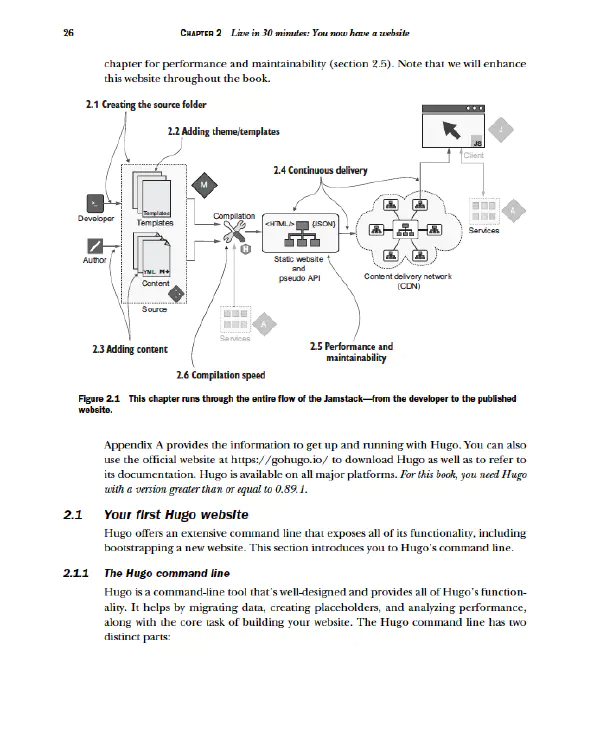 26
CHAPTER 2 Live in 30 minutes: You now have a website
chapter for performance and maintainability (section 2.5). Note that we will enhance
this website throughout the book.
2.1 Creating the source folder
2.2 Adding theme/templates
JS
J
Client
M
2.4 Continuous delivery
Developer
Templates
Templates
Compilation
<HTML/>
{JSON}
A
Services
Author
YML M+
Content
Static website
and
pseudo API
Content delivery network
(CDN)
Source
A
Services
2.3 Adding content
2.5 Performance and
maintainability
2.6 Compilation speed
Figure 2.1 This chapter runs through the entire flow of the Jamstack—from the developer to the published
website.
Appendix A provides the information to get up and running with Hugo. You can also
use the official website at https://gohugo.io/ to download Hugo as well as to refer to
its documentation. Hugo is available on all major platforms. For this book, you need Hugo
with a version greater than or equal to 0.89.1.
2.1 Your first Hugo website
Hugo offers an extensive command line that exposes all of its functionality, including
bootstrapping a new website. This section introduces you to Hugo's command line.
2.1.1 The Hugo command line
Hugo is a command-line tool that's well-designed and provides all of Hugo's function-
ality. It helps by migrating data, creating placeholders, and analyzing performance,
along with the core task of building your website. The Hugo command line has two
distinct parts: